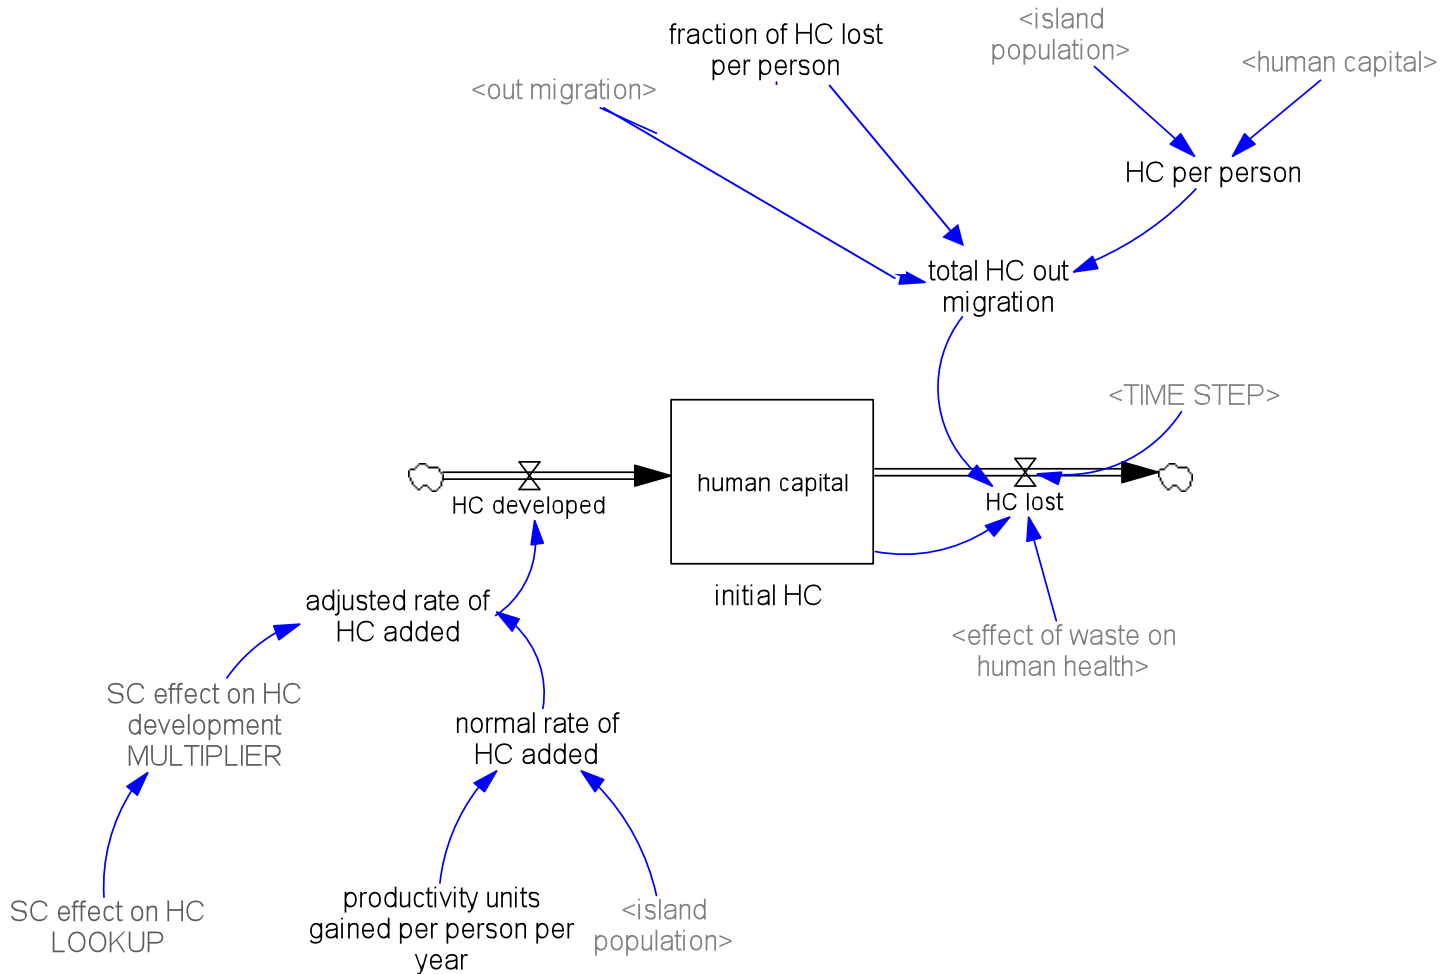 fraction of HC lost
per person
<island
population>
<human capital>
<out migration>
HC per person
total HC out
migration
<TIME STEP>
human capital
HC developed
HC lost
initial HC
adjusted rate of
HC added
<effect of waste on
human health>
SC effect on HC
development
MULTIPLIER
normal rate of
HC added
SC effect on HC
LOOKUP
productivity units
gained per person per
year
<island
population>